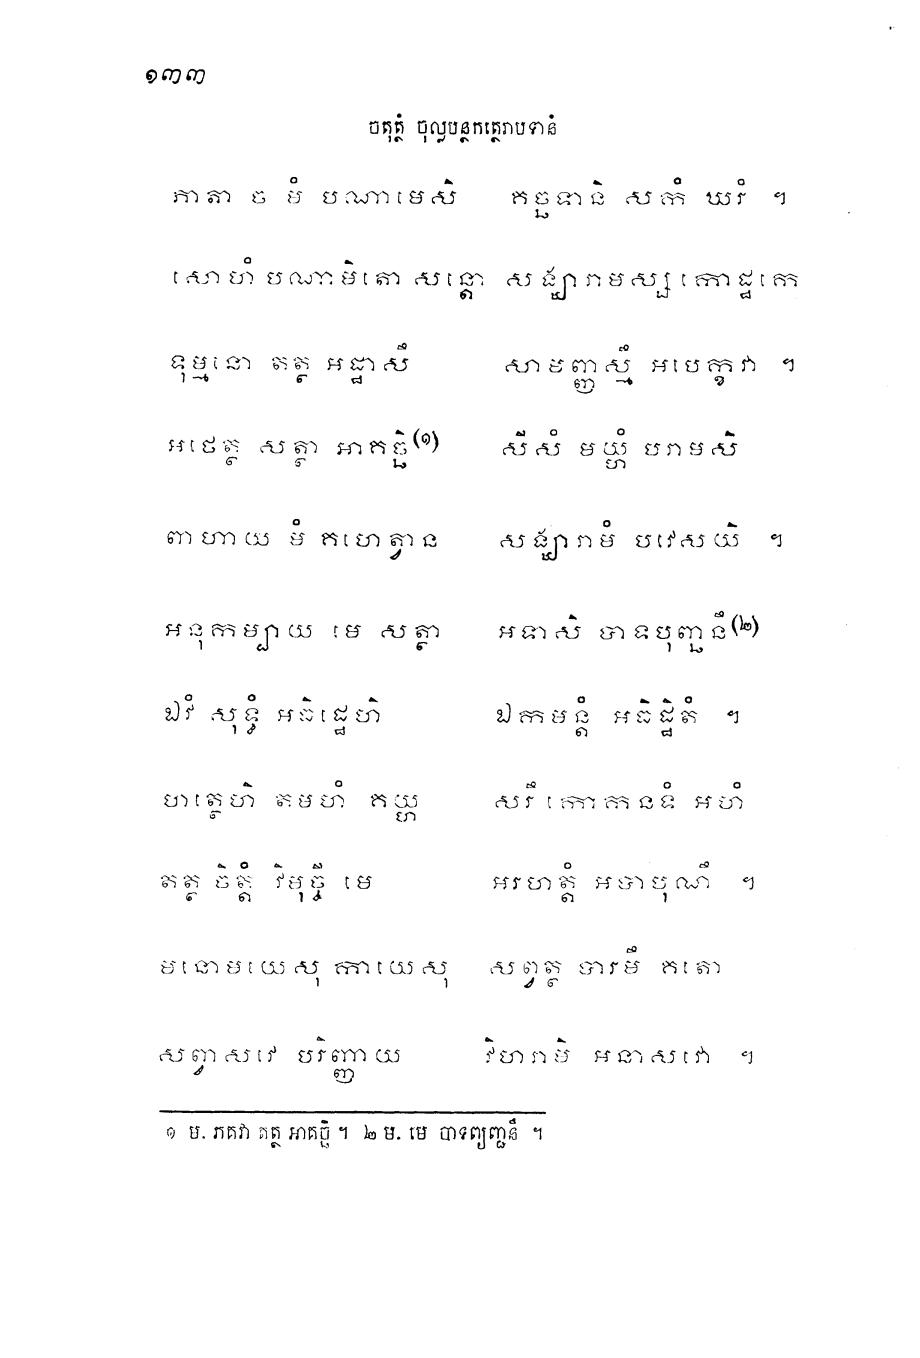 ១៣៣
ចតុត្ថំ ចុល្លបន្ថកត្ថេរាបទានំ
ភាតា ច មំ បណាមេសិ គច្ឆទានិ សកំ ឃរំ ។
សោហំ បណាមិតោ សន្តោ សង្ឃារាមស្ស កោដ្ឋកេ
ទុម្មនោ តត្ថ អដ្ឋាសឹ សាមញ្ញស្មឹ អបេក្ខវា ។
អថេត្ថ សត្ថា អាគច្ឆិ(១) សីសំ មយ្ហំ បរាមសិ
ពាហាយ មំ គហេត្វាន សង្ឃារាមំ បវេសយិ ។
អនុកម្បាយ មេ សត្ថា អទាសិ បាទបុញ្ឆនឹ(២)
ឯវំ សុទ្ធំ អធិដ្ឋេហិ ឯកមន្តំ អធិដ្ឋិតំ ។
ហត្ថេហិ តមហំ គយ្ហ សរឹ កោកនទំ អហំ
តត្ថ ចិត្តំ វិមុច្ចិ មេ អរហត្តំ អបាបុណឹ ។
មនោមយេសុ កាយេសុ សព្វត្ថ បារមឹ គតោ
សព្វាសវេ បរិញ្ញាយ វិហរាមិ អនាសវោ ។
១ ម. ភគវា តត្ថ អាគច្ឆិ ។ ២ ម. មេ បាទព្យញ្ជនឹ ។